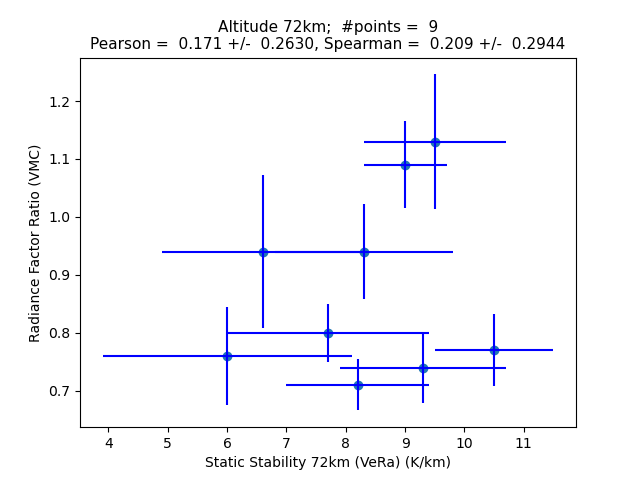 Altitude 72km;  #points =  9
Pearson =  0.171 +/-  0.2630, Spearman =  0.209 +/-  0.2944
1.2
1.1
1.0
0.9
0.8
0.7
Radiance Factor Ratio (VMC)
4 5 6 7 8 9 10 11
Static Stability 72km (VeRa) (K/km)